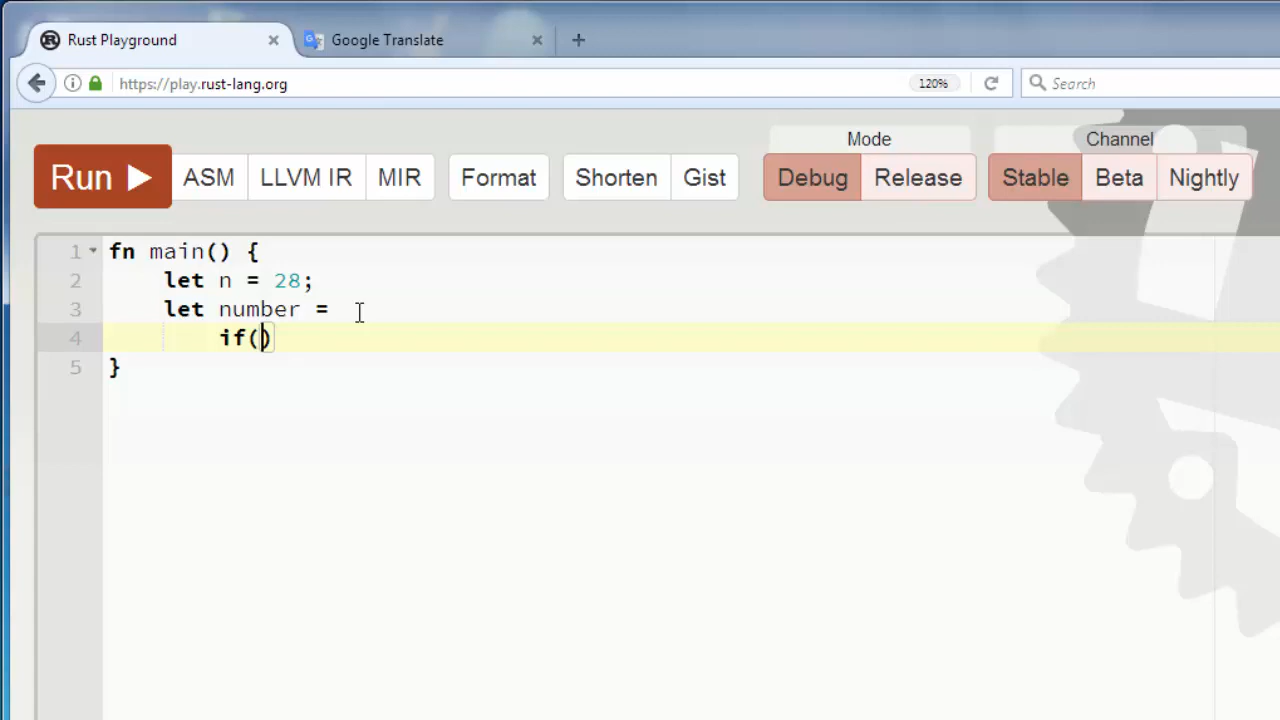 Rust Playground
Google Translate
https://play.rust-lang.org
120%
Search
Mode
Channel
Run ASM LLVM IR MIR Format Shorten Gist Debug Release Stable Beta Nightly
1 fn main() {
2 let n = 28;
3 let number =
4 if()
5 }